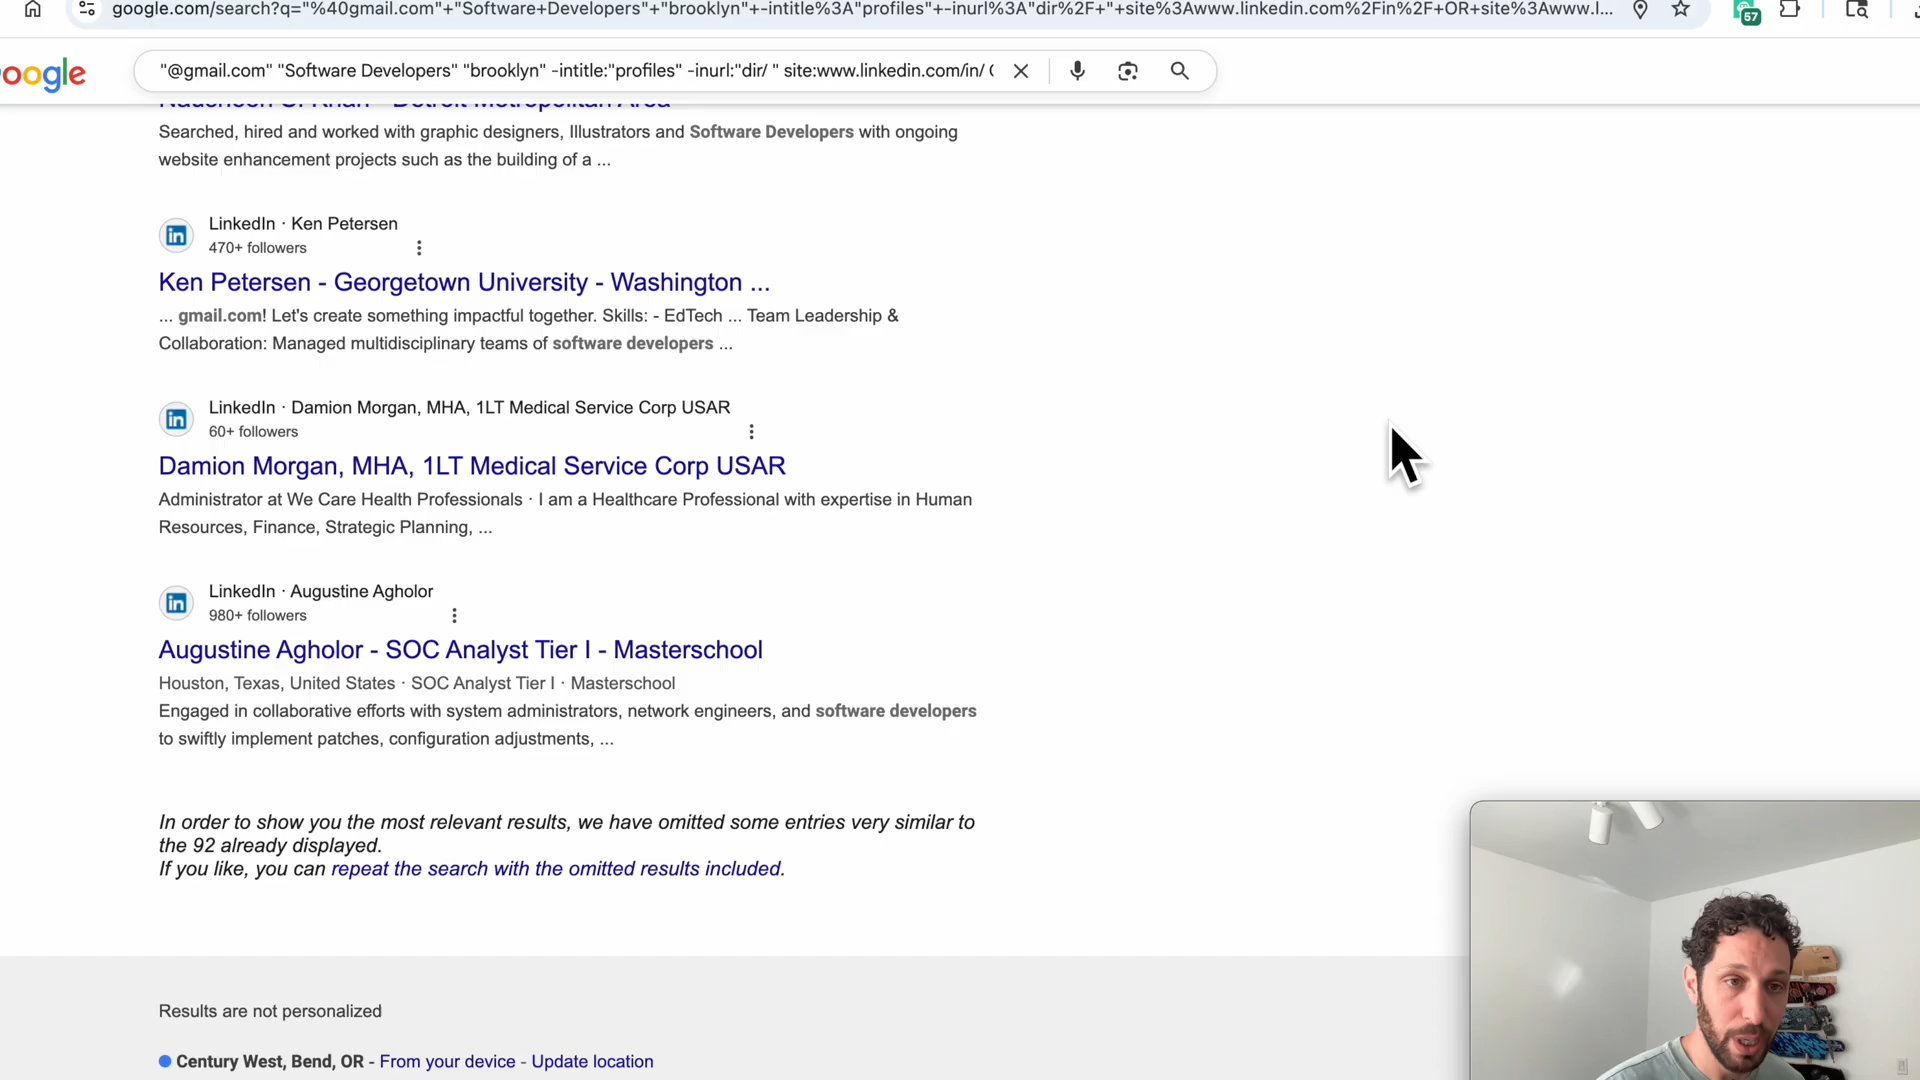 google.com/search?q="%40gmail.com"+"Software+Developers"+"brooklyn"+-intitle%3A"profiles"+-inurl%3A"dir%2F+"+site%3Awww.linkedin.com%2Fin%2F+OR+site%3Awww.l...
57
oogle
"@gmail.com" "Software Developers" "brooklyn" -intitle:"profiles" -inurl:"dir/ " site:www.linkedin.com/in/
Searched, hired and worked with graphic designers, Illustrators and Software Developers with ongoing
website enhancement projects such as the building of a ...
LinkedIn · Ken Petersen
470+ followers
Ken Petersen - Georgetown University - Washington ...
... gmail.com! Let's create something impactful together. Skills: - EdTech ... Team Leadership &
Collaboration: Managed multidisciplinary teams of software developers ...
LinkedIn · Damion Morgan, MHA, 1LT Medical Service Corp USAR
60+ followers
Damion Morgan, MHA, 1LT Medical Service Corp USAR
Administrator at We Care Health Professionals · I am a Healthcare Professional with expertise in Human
Resources, Finance, Strategic Planning, ...
LinkedIn · Augustine Agholor
980+ followers
Augustine Agholor - SOC Analyst Tier I - Masterschool
Houston, Texas, United States · SOC Analyst Tier I · Masterschool
Engaged in collaborative efforts with system administrators, network engineers, and software developers
to swiftly implement patches, configuration adjustments, ...
In order to show you the most relevant results, we have omitted some entries very similar to
the 92 already displayed.
If you like, you can repeat the search with the omitted results included.
Results are not personalized
Century West, Bend, OR - From your device - Update location